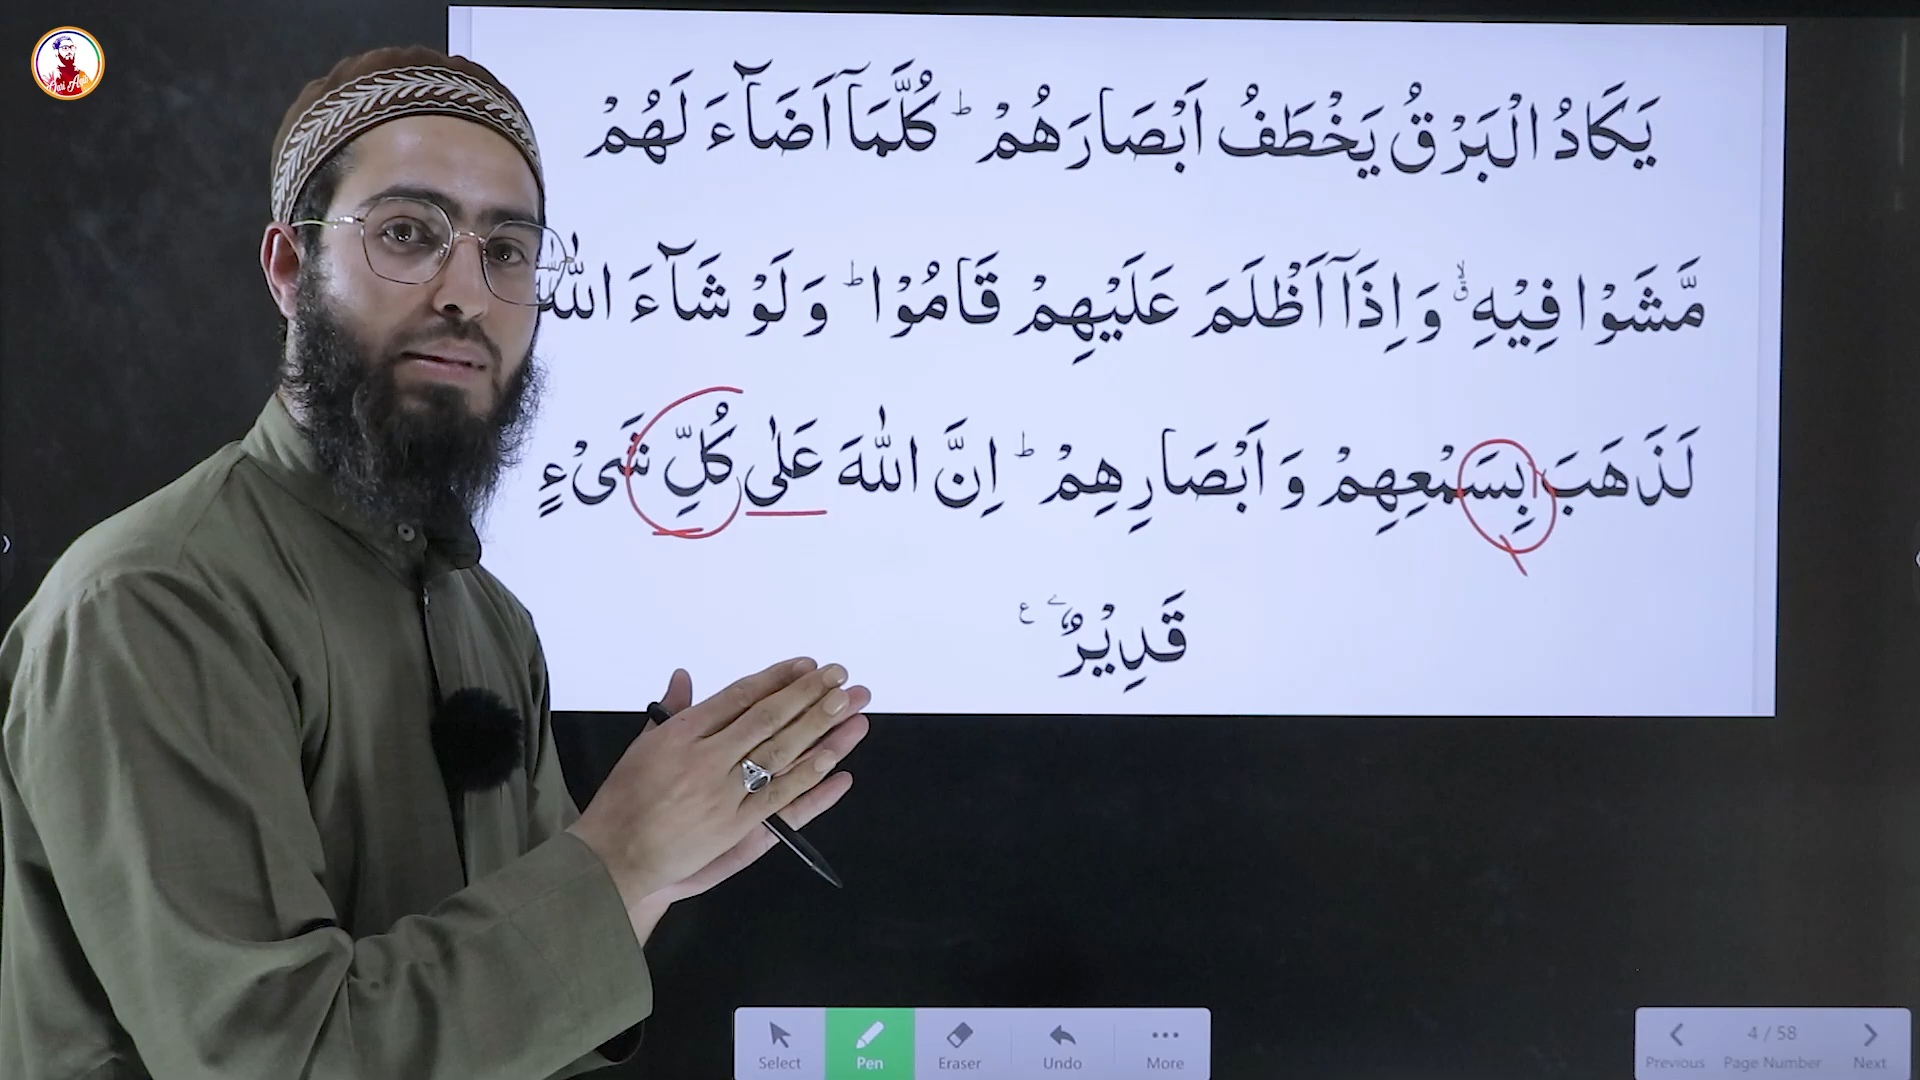 يَكَادُ الْبَرْقُ يَخْطَفُ اَبْصَارَهُمْ ؕ كُلَّمَاۤ اَضَآءَ لَهُمْ
مَّشَوْا فِيْهِ ۙۗ وَ اِذَاۤ اَظْلَمَ عَلَيْهِمْ قَامُوْا ؕ وَ لَوْ شَآءَ اللّٰهُ
لَذَهَبَ بِسَمْعِهِمْ وَ اَبْصَارِهِمْ ؕ اِنَّ اللّٰهَ عَلٰى كُلِّ شَیْءٍ
قَدِيْرٌ ۧ
Select Pen Eraser Undo More
4 / 58
Previous Page Number Next